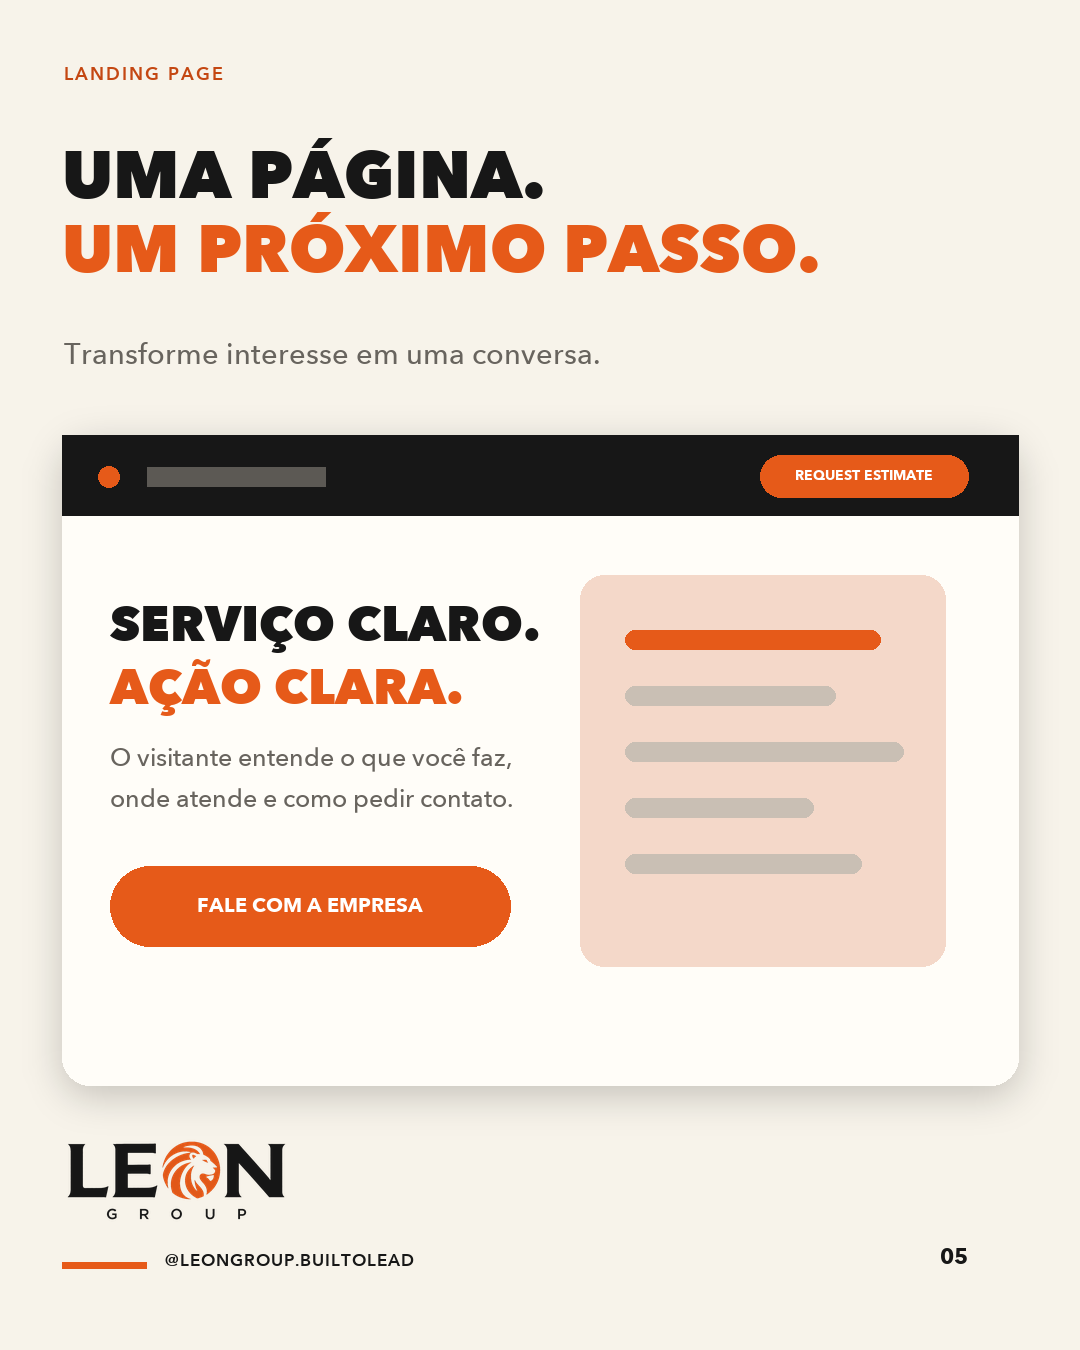 LANDING PAGE
UMA PÁGINA.
UM PRÓXIMO PASSO.
Transforme interesse em uma conversa.
REQUEST ESTIMATE
SERVIÇO CLARO.
AÇÃO CLARA.
O visitante entende o que você faz,
onde atende e como pedir contato.
FALE COM A EMPRESA
LEON
GROUP
@LEONGROUP.BUILTOLEAD
05